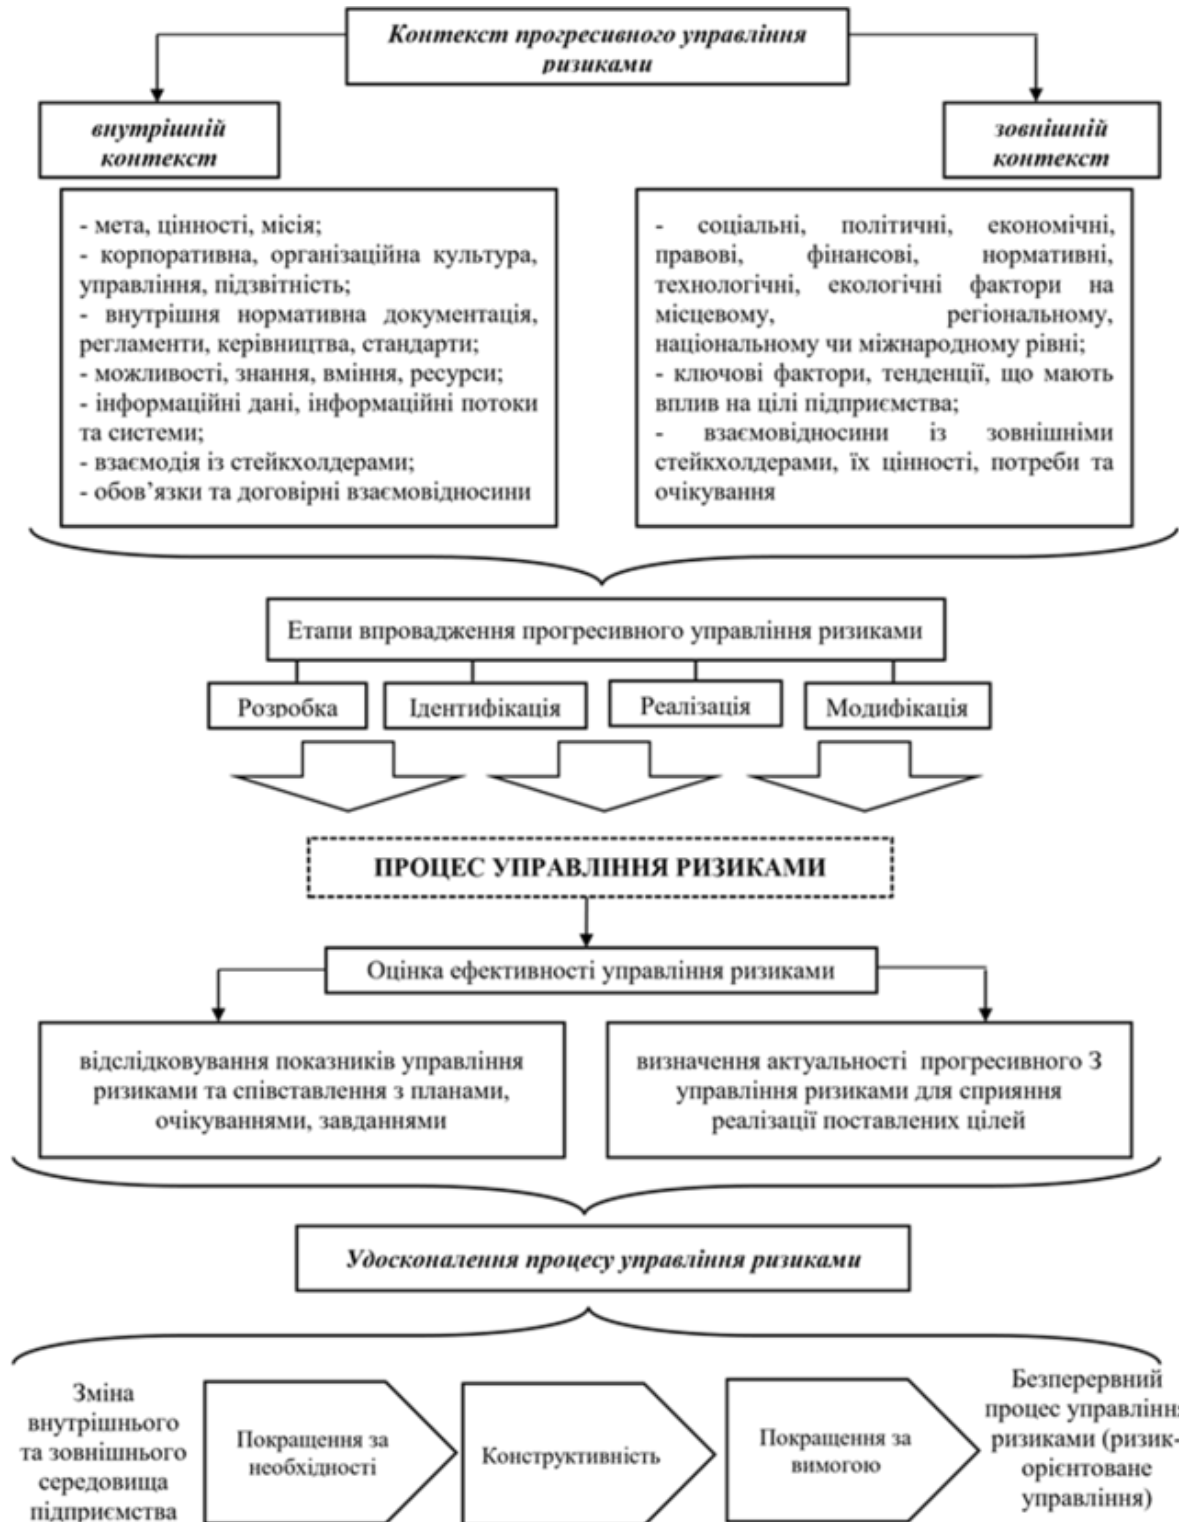 Контекст прогресивного управління
ризиками
внутрішній
контекст
зовнішній
контекст
- мета, цінності, місія;
- корпоративна, організаційна культура,
управління, підзвітність;
- внутрішня нормативна документація,
регламенти, керівництва, стандарти;
- можливості, знання, вміння, ресурси;
- інформаційні дані, інформаційні потоки
та системи;
- взаємодія із стейкхолдерами;
- обов’язки та договірні взаємовідносини
- соціальні, політичні, економічні,
правові, фінансові, нормативні,
технологічні, екологічні фактори на
місцевому, регіональному,
національному чи міжнародному рівні;
- ключові фактори, тенденції, що мають
вплив на цілі підприємства;
- взаємовідносини із зовнішніми
стейкхолдерами, їх цінності, потреби та
очікування
Етапи впровадження прогресивного управління ризиками
Розробка
Ідентифікація
Реалізація
Модифікація
ПРОЦЕС УПРАВЛІННЯ РИЗИКАМИ
Оцінка ефективності управління ризиками
відслідковування показників управління
ризиками та співставлення з планами,
очікуваннями, завданнями
визначення актуальності прогресивного З
управління ризиками для сприяння
реалізації поставлених цілей
Удосконалення процесу управління ризиками
Зміна
внутрішнього
та зовнішнього
середовища
підприємства
Покращення за
необхідності
Конструктивність
Покращення за
вимогою
Безперервний
процес управління
ризиками (ризик-
орієнтоване
управління)